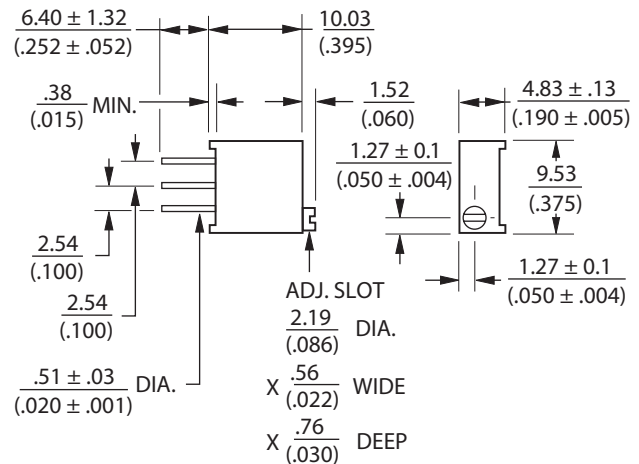 6.40 ± 1.32
(.252 ± .052)
10.03
(.395)
.38
(.015)
MIN.
1.52
(.060)
4.83 ± .13
(.190 ± .005)
1.27 ± 0.1
(.050 ± .004)
9.53
(.375)
2.54
(.100)
2.54
(.100)
1.27 ± 0.1
(.050 ± .004)
.51 ± .03
(.020 ± .001)
DIA.
ADJ. SLOT
2.19
(.086)
DIA.
X .56
(.022)
WIDE
X .76
(.030)
DEEP